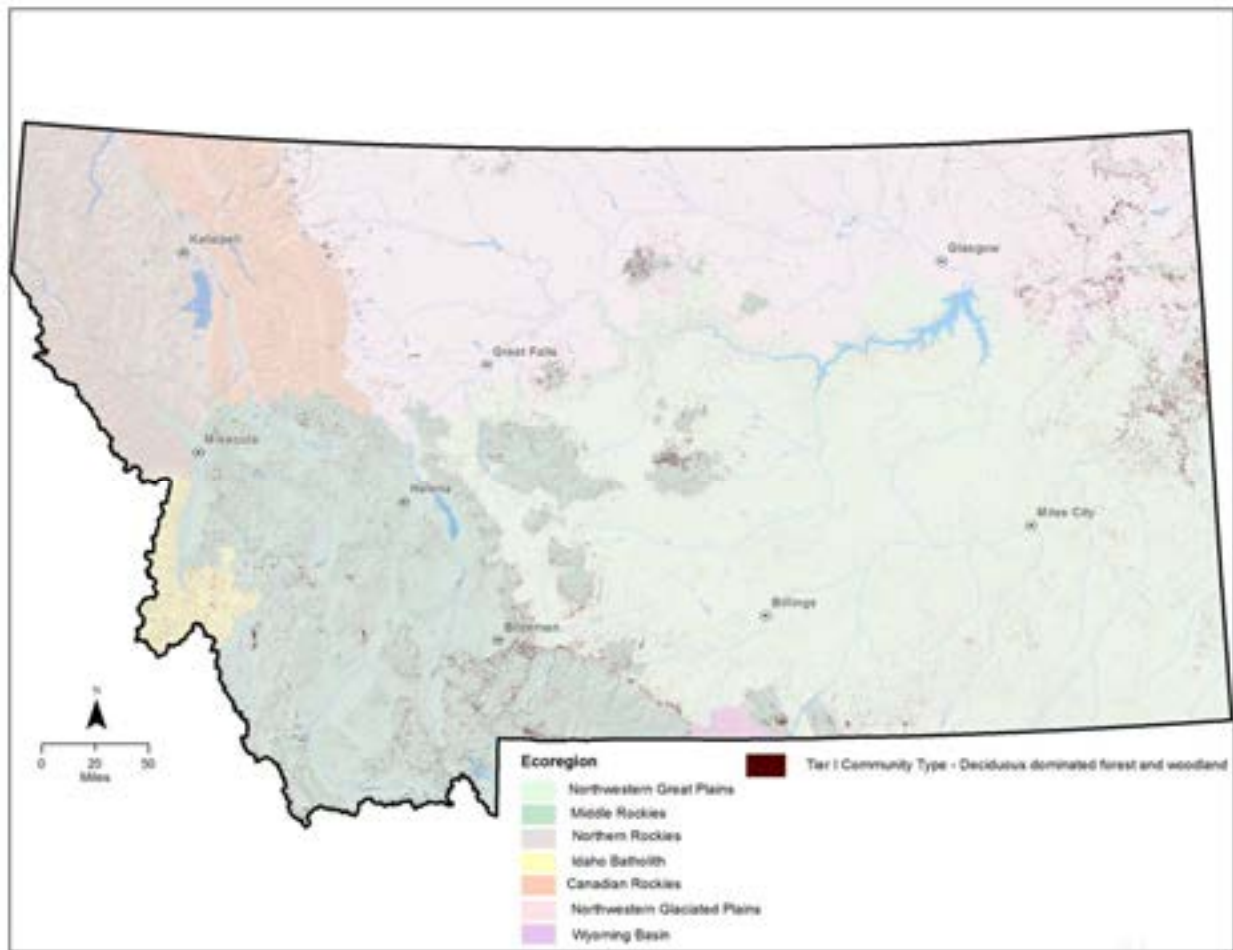 Kalispell
Glasgow
Great Falls
Missoula
Helena
Miles City
Billings
Bozeman
N
0 25 50
Miles
Ecoregion
Northwestern Great Plains
Middle Rockies
Northern Rockies
Idaho Batholith
Canadian Rockies
Northwestern Glaciated Plains
Wyoming Basin
Tier I Community Type - Deciduous dominated forest and woodland